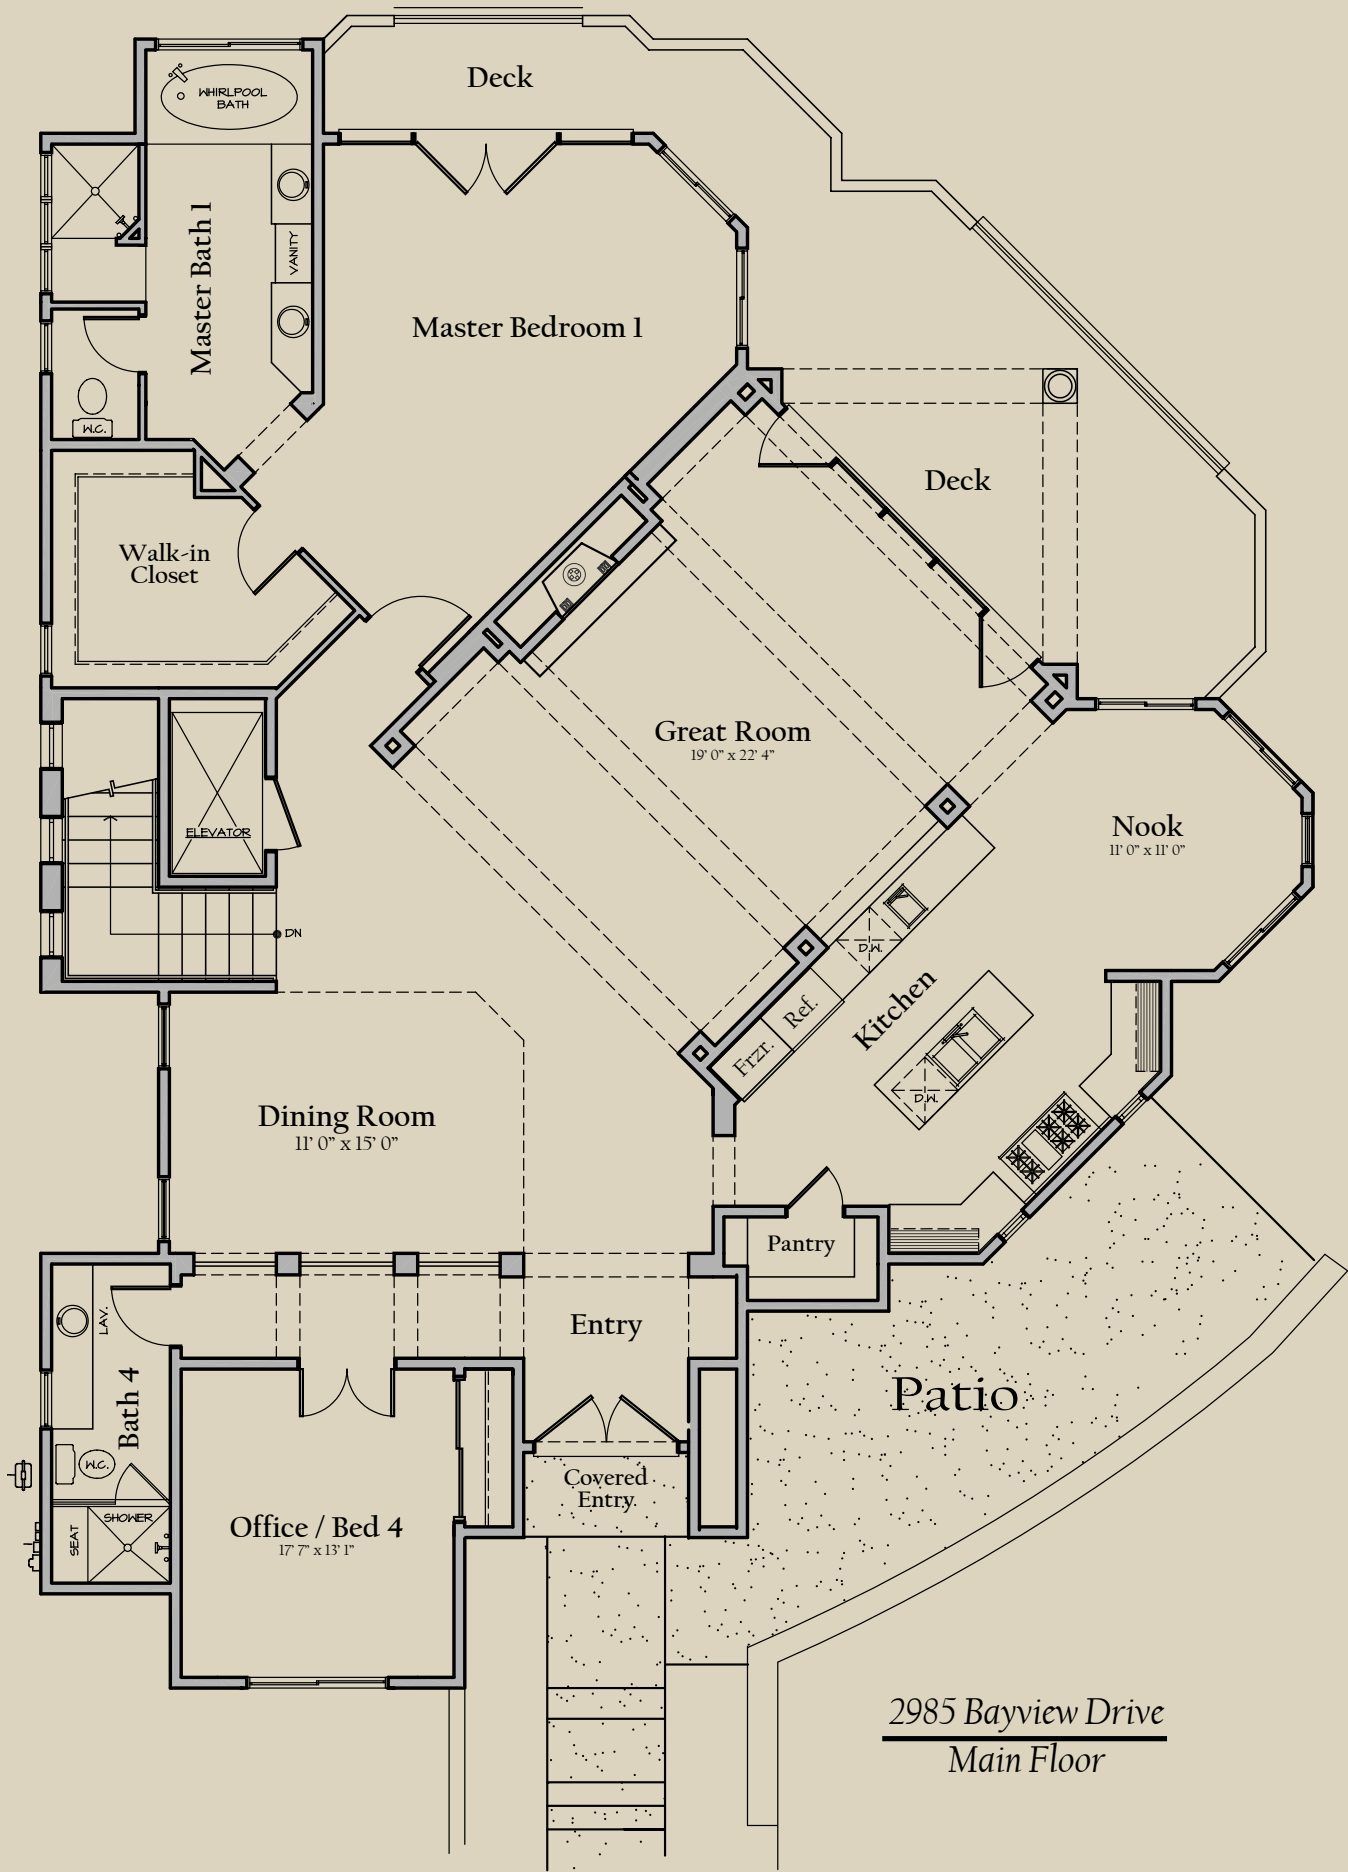 Deck
WHIRLPOOL
BATH
Master Bath 1
VANITY
Master Bedroom 1
W.C.
Deck
Walk-in
Closet
Great Room
19' 0" x 22' 4"
ELEVATOR
Nook
11' 0" x 11' 0"
DN
D.W.
Ref.
Kitchen
Frzr.
D.W.
Dining Room
11' 0" x 15' 0"
Pantry
LAV.
Entry
Bath 4
Patio
W.C.
Covered
Entry
SHOWER
SEAT
Office / Bed 4
17' 7" x 13' 1"
2985 Bayview Drive
Main Floor